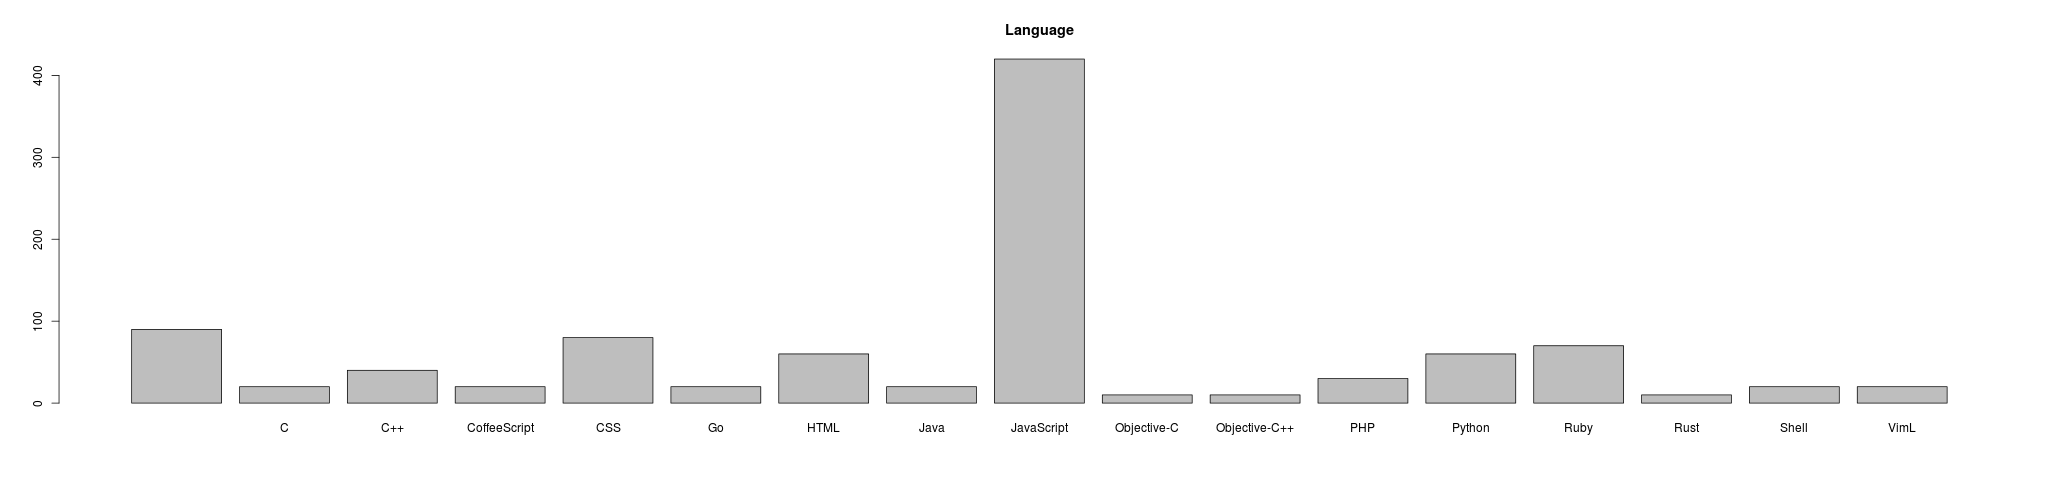 Language
400
300
200
100
0
C C++ CoffeeScript CSS Go HTML Java JavaScript Objective-C Objective-C++ PHP Python Ruby Rust Shell VimL